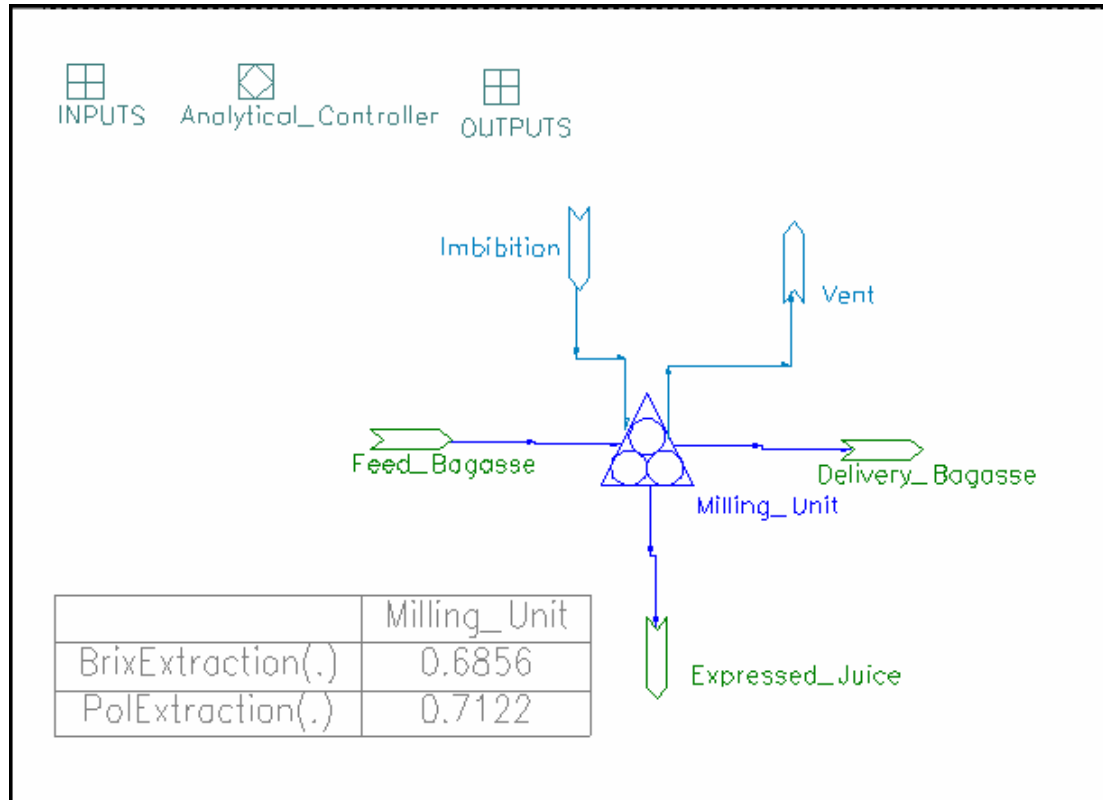 INPUTS
Analytical_Controller
OUTPUTS
Imbibition
Vent
Feed_Bagasse
Delivery_Bagasse
Milling_Unit
Milling_Unit
BrixExtraction(.) 0.6856
PolExtraction(.) 0.7122
Expressed_Juice